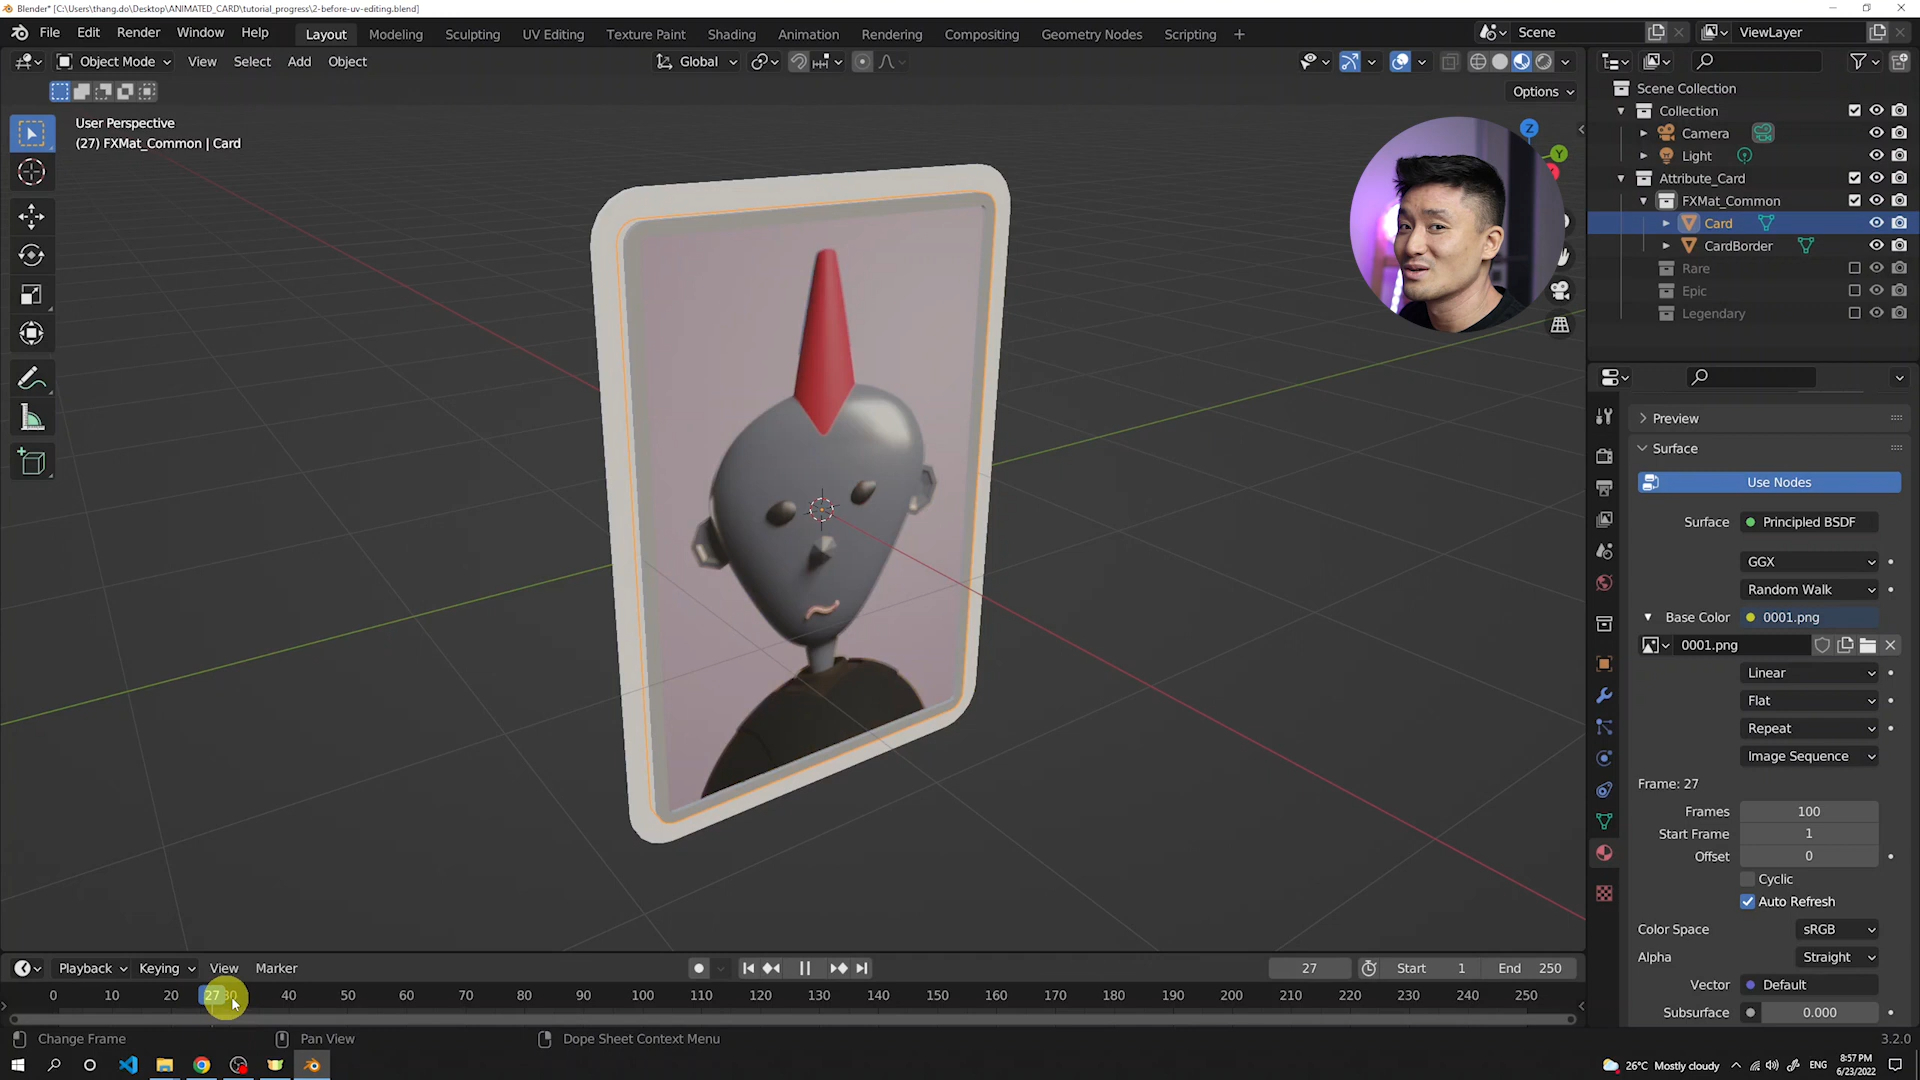 Blender* [C:\Users\thang.do\Desktop\ANIMATED_CARD\tutorial_progress\2-before-uv-editing.blend]
File Edit Render Window Help Layout Modeling Sculpting UV Editing Texture Paint Shading Animation Rendering Compositing Geometry Nodes Scripting + Scene ViewLayer
Object Mode View Select Add Object Global
Options
User Perspective
(27) FXMat_Common | Card
Z
Y
Scene Collection
Collection
Camera
Light
Attribute_Card
FXMat_Common
Card
CardBorder
Rare
Epic
Legendary
Preview
Surface
Use Nodes
Surface Principled BSDF
GGX
Random Walk
Base Color 0001.png
0001.png
Linear
Flat
Repeat
Image Sequence
Frame: 27
Frames 100
Start Frame 1
Offset 0
Cyclic
Auto Refresh
Color Space sRGB
Alpha Straight
Vector Default
Subsurface 0.000
Playback Keying View Marker 27 Start 1 End 250
0 10 20 27 30 40 50 60 70 80 90 100 110 120 130 140 150 160 170 180 190 200 210 220 230 240 250
Change Frame Pan View Dope Sheet Context Menu 3.2.0
26°C Mostly cloudy ENG 8:57 PM
6/23/2022